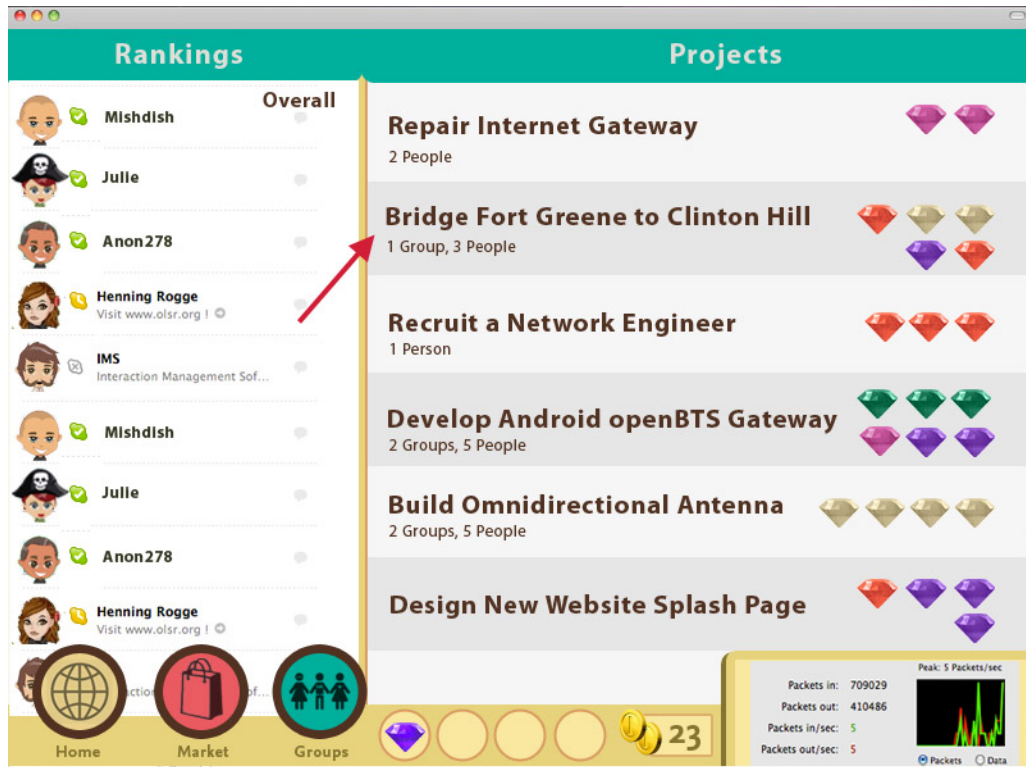 Rankings
Projects
Overall
Mishdish
Julle
Anon278
Henning Rogge
Visit www.olsr.org !
IMS
Interaction Management Sof...
Mishdish
Julle
Anon278
Henning Rogge
Visit www.olsr.org !
Repair Internet Gateway
2 People
Bridge Fort Greene to Clinton Hill
1 Group, 3 People
Recruit a Network Engineer
1 Person
Develop Android openBTS Gateway
2 Groups, 5 People
Build Omnidirectional Antenna
2 Groups, 5 People
Design New Website Splash Page
Home
Market
Groups
23
Peak: 5 Packets/sec
Packets in: 709029
Packets out: 410486
Packets in/sec: 5
Packets out/sec: 5
Packets Data